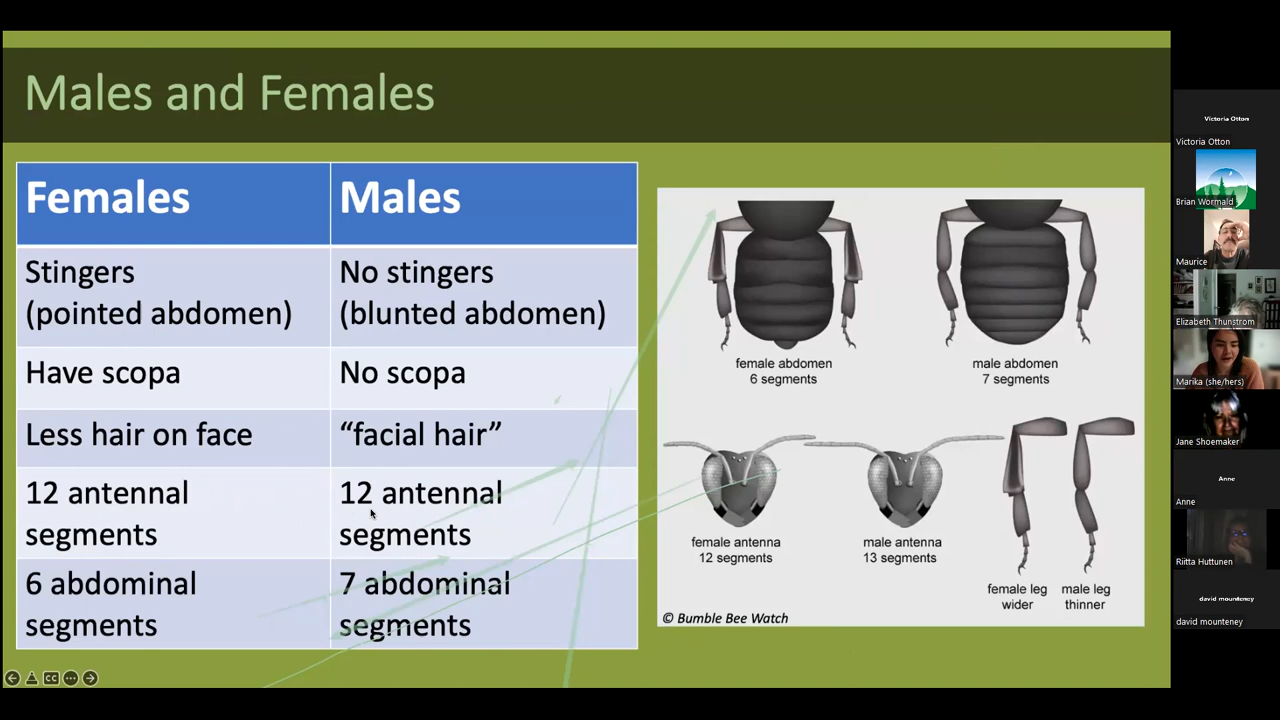 Males and Females
Females
Males
Stingers
(pointed abdomen)
No stingers
(blunted abdomen)
Have scopa
No scopa
Less hair on face
“facial hair”
12 antennal
segments
12 antennal
segments
6 abdominal
segments
7 abdominal
segments
female abdomen
6 segments
male abdomen
7 segments
female antenna
12 segments
male antenna
13 segments
female leg
wider
male leg
thinner
© Bumble Bee Watch
CC
Victoria Otton
Victoria Otton
Brian Wormald
Maurice
Elizabeth Thunstrom
Marika (she/hers)
Jane Shoemaker
Anne
Anne
Riitta Huttunen
david mounteney
david mounteney